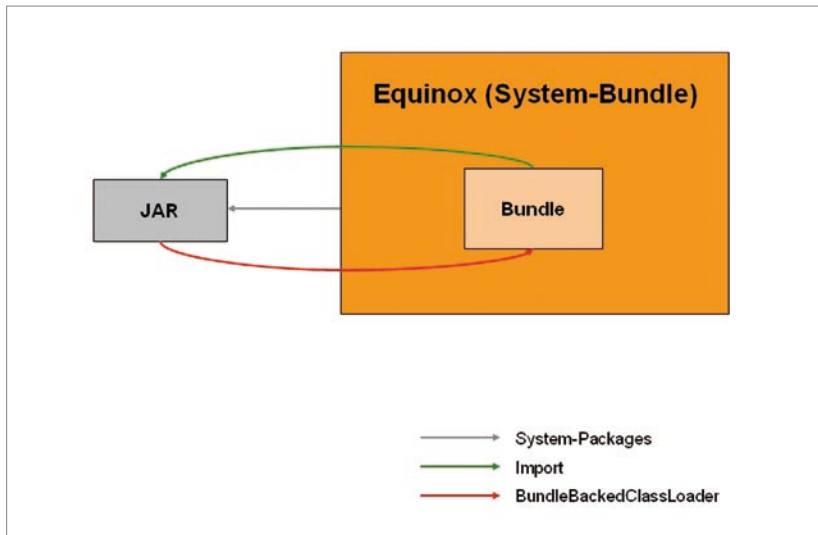 Equinox (System-Bundle)
JAR
Bundle
System-Packages
Import
BundleBackedClassLoader